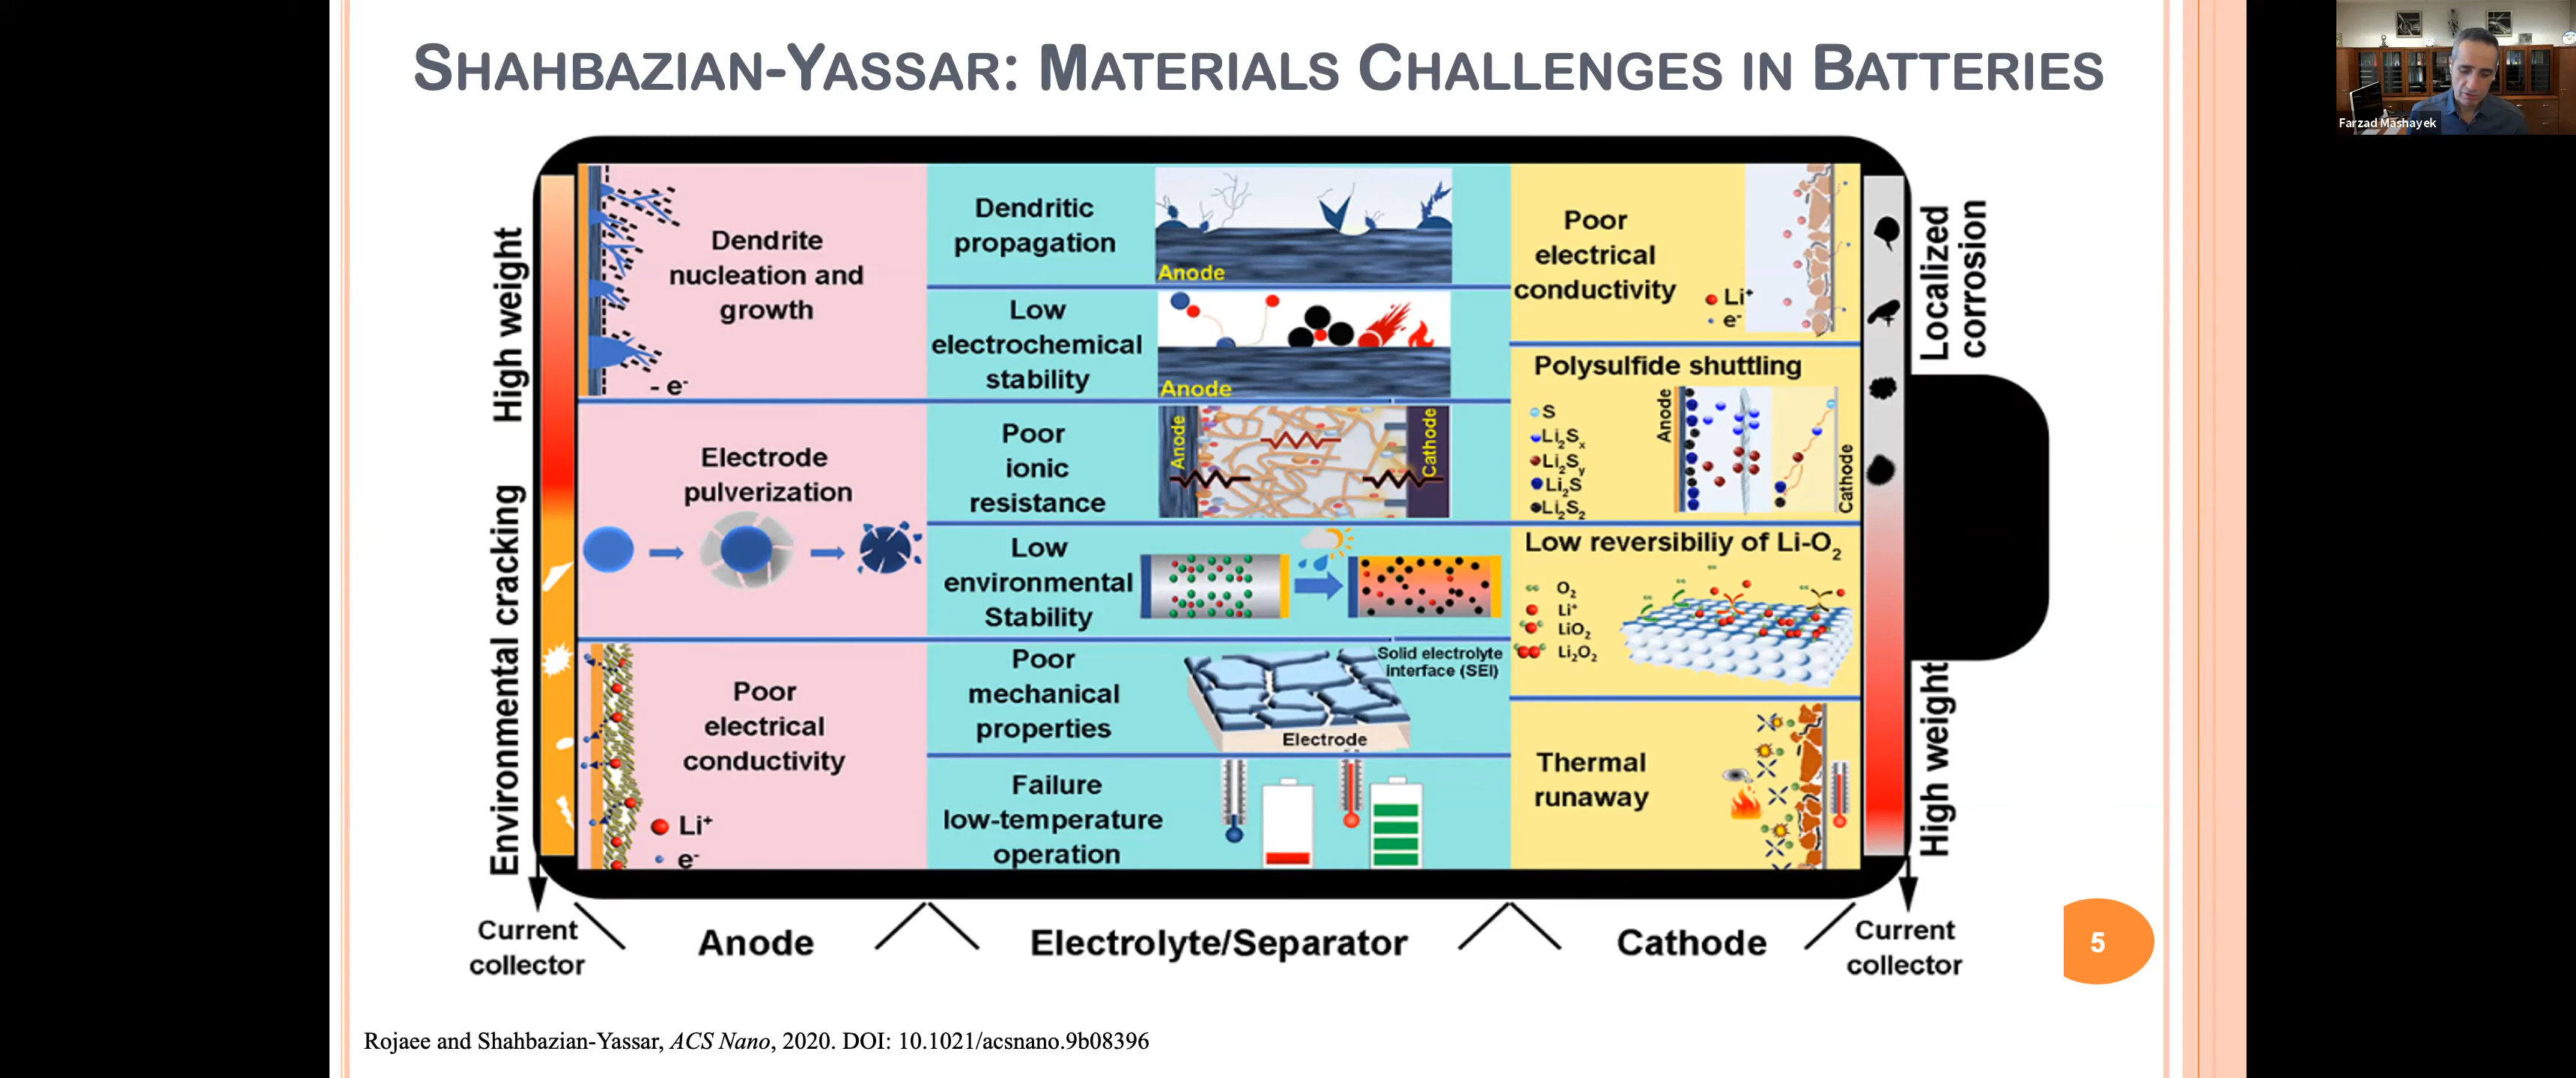 SHAHBAZIAN-YASSAR: MATERIALS CHALLENGES IN BATTERIES
Farzad Mashayek
High weight
Environmental cracking
Current
collector
Dendrite
nucleation and
growth
- e⁻
Electrode
pulverization
Poor
electrical
conductivity
Li⁺
e⁻
Anode
Dendritic
propagation
Anode
Low
electrochemical
stability
Anode
Poor
ionic
resistance
Anode
Cathode
Low
environmental
Stability
Poor
mechanical
properties
Solid electrolyte
interface (SEI)
Electrode
Failure
low-temperature
operation
Electrolyte/Separator
Poor
electrical
conductivity
Li⁺
e⁻
Polysulfide shuttling
S
Li₂Sₓ
Li₂Sᵧ
Li₂S
Li₂S₂
Anode
Cathode
Low reversibiliy of Li-O₂
O₂
Li⁺
LiO₂
Li₂O₂
Thermal
runaway
Cathode
Localized
corrosion
High weight
Current
collector
5
Rojaee and Shahbazian-Yassar, ACS Nano, 2020. DOI: 10.1021/acsnano.9b08396